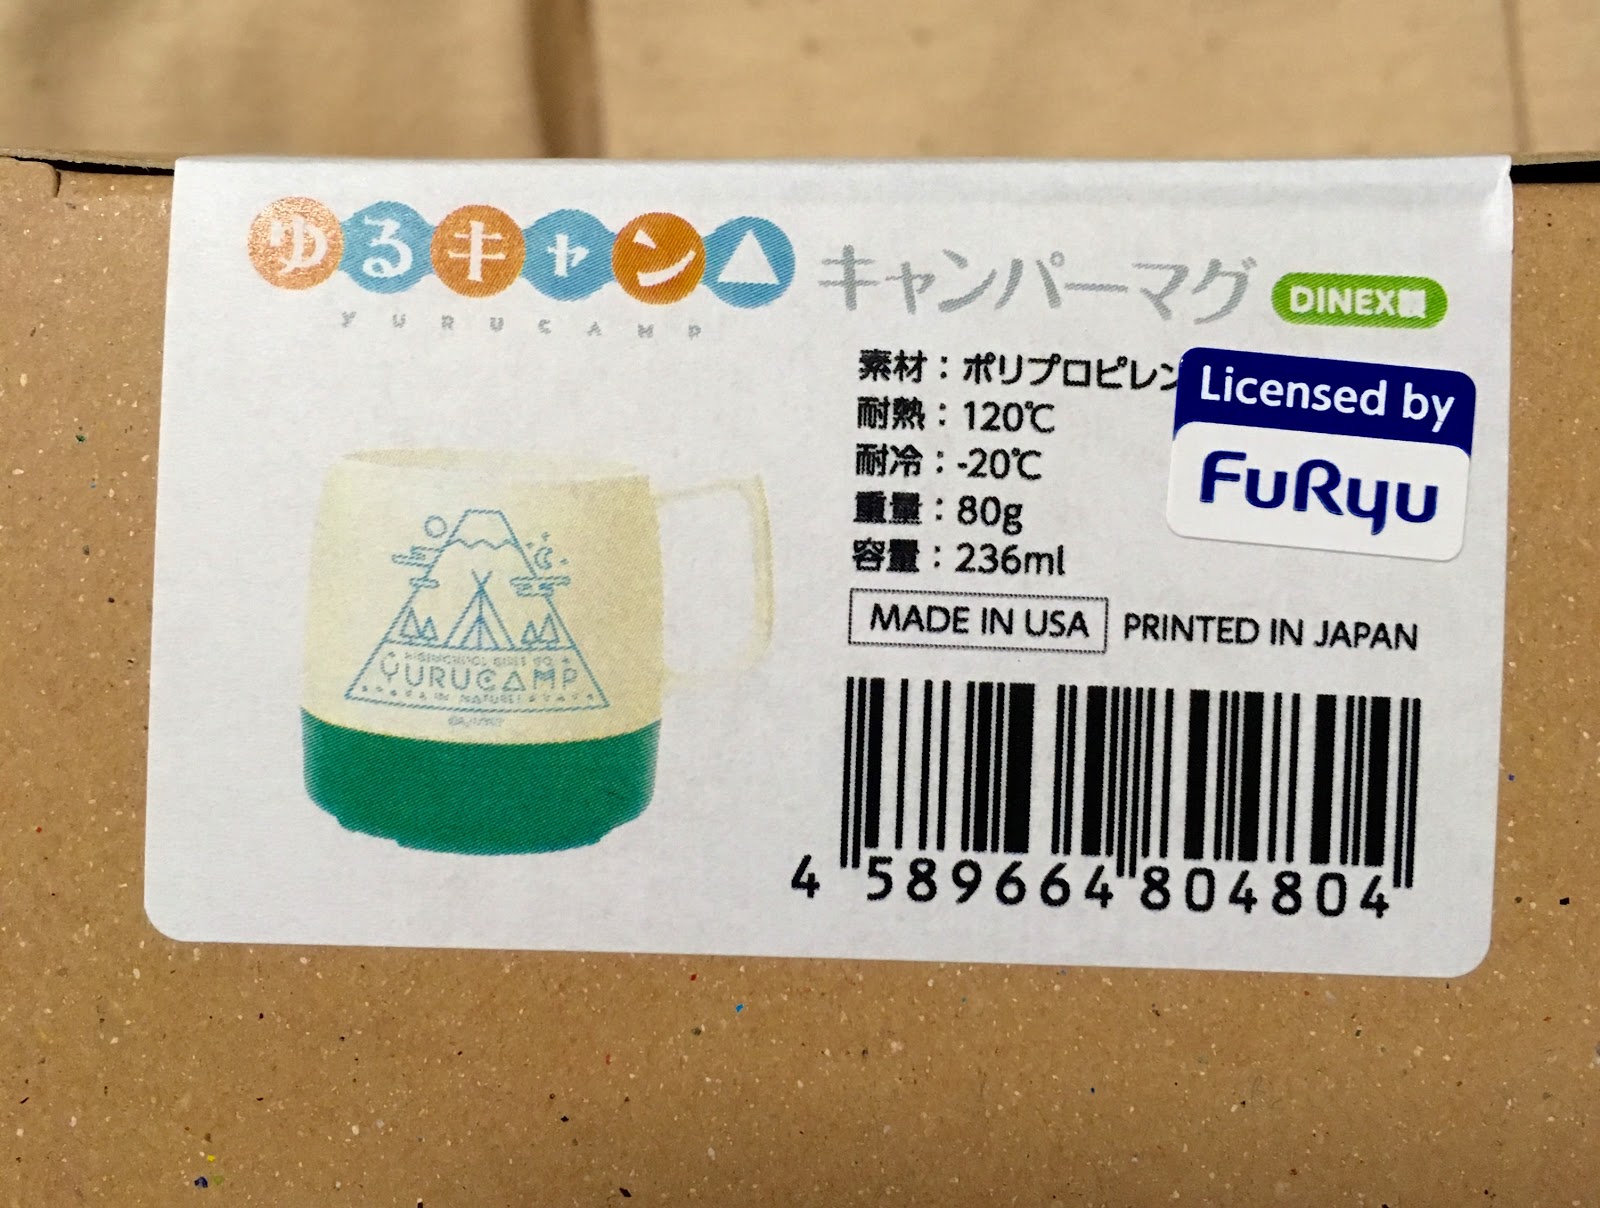 ゆるキャン△
YURUCAMP
キャンパーマグ
DINEX製
素材：ポリプロピレン
耐熱：120℃
耐冷：-20℃
重量：80g
容量：236ml
Licensed by
FuRyu
MADE IN USA PRINTED IN JAPAN
YURUCAMP
IN NATURE!
4 589664 804804